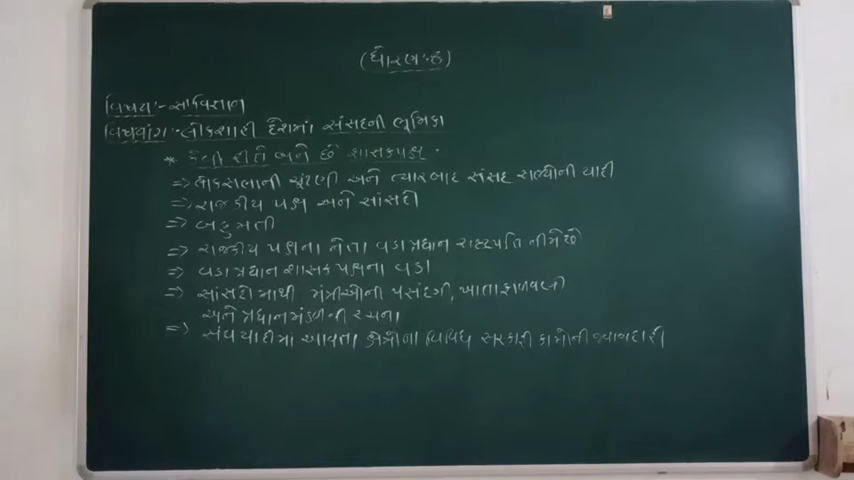 (ધોરણ-૭)
વિષય:- સા.વિજ્ઞાન
વિષયાંગ:-લોકશાહી દેશમાં સંસદની ભૂમિકા
* કેવી રીતે બને છે શાસકપક્ષ.
⇒ લોકસભાની ચૂંટણી અને ત્યારબાદ સંસદ સભ્યોની યાદી
⇒ રાજકીય પક્ષ અને સાંસદો
⇒ બહુમતી
⇒ રાજકીય પક્ષના નેતા વડાપ્રધાન રાષ્ટ્રપતિ નીમે છે
⇒ વડાપ્રધાન શાસક પક્ષના વડા
⇒ સાંસદોમાથી મંત્રીઓની પસંદગી, ખાતા ફાળવણી
અને પ્રધાનમંડળની રચના
⇒ સંઘ યાદીમાં આવતા ક્ષેત્રોના વિવિધ સરકારી કામોની જવાબદારી